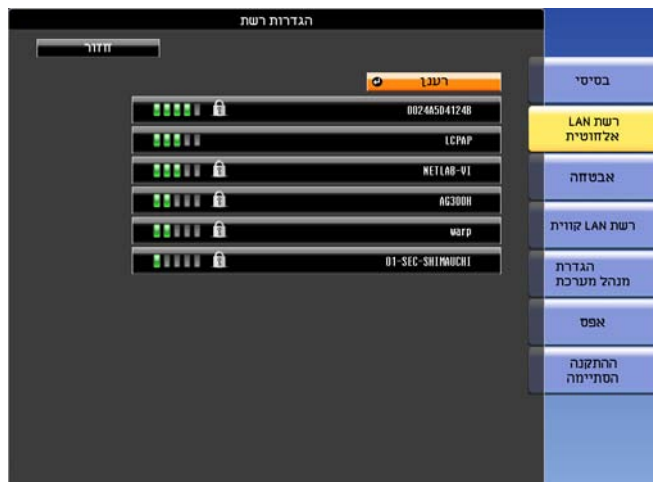 הגדרות רשת
חזור
רענן
0024A5D4124B
LCPAP
NETLAB-VI
AG300H
warp
01-SEC-SHIMAUCHI
בסיסי
רשת LAN
אלחוטית
אבטחה
רשת LAN קווית
הגדרת
מנהל מערכת
אפס
ההתקנה
הסתיימה